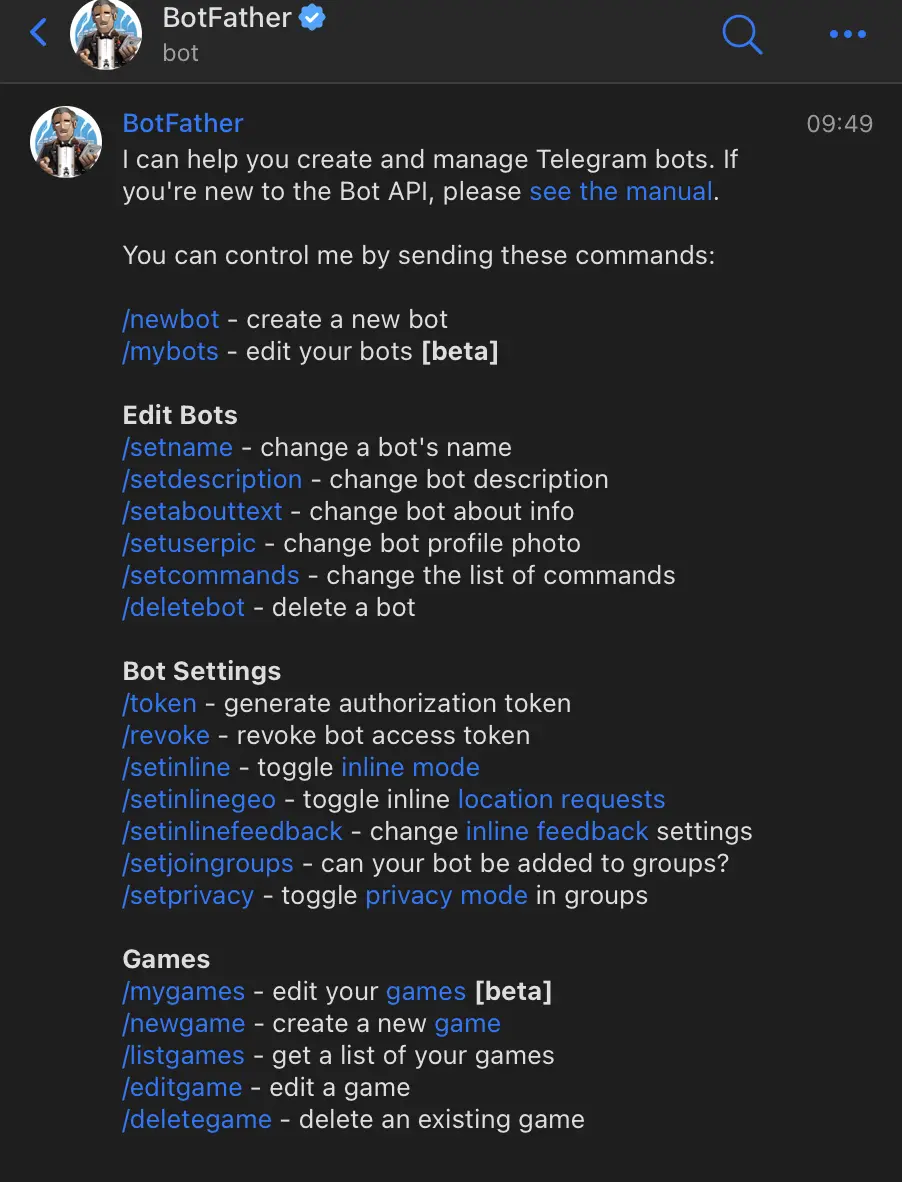 BotFather
bot
BotFather
09:49
I can help you create and manage Telegram bots. If
you're new to the Bot API, please see the manual.
You can control me by sending these commands:
/newbot - create a new bot
/mybots - edit your bots [beta]
Edit Bots
/setname - change a bot's name
/setdescription - change bot description
/setabouttext - change bot about info
/setuserpic - change bot profile photo
/setcommands - change the list of commands
/deletebot - delete a bot
Bot Settings
/token - generate authorization token
/revoke - revoke bot access token
/setinline - toggle inline mode
/setinlinegeo - toggle inline location requests
/setinlinefeedback - change inline feedback settings
/setjoingroups - can your bot be added to groups?
/setprivacy - toggle privacy mode in groups
Games
/mygames - edit your games [beta]
/newgame - create a new game
/listgames - get a list of your games
/editgame - edit a game
/deletegame - delete an existing game